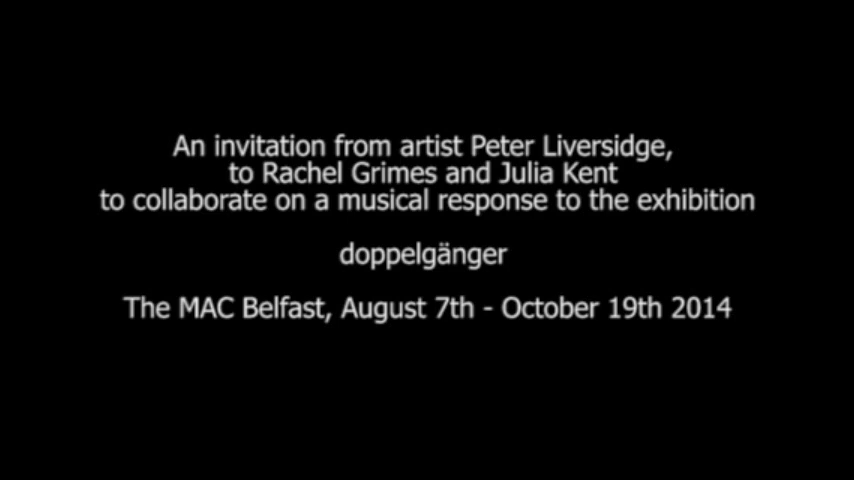 An invitation from artist Peter Liversidge,
to Rachel Grimes and Julia Kent
to collaborate on a musical response to the exhibition
doppelgänger
The MAC Belfast, August 7th - October 19th 2014